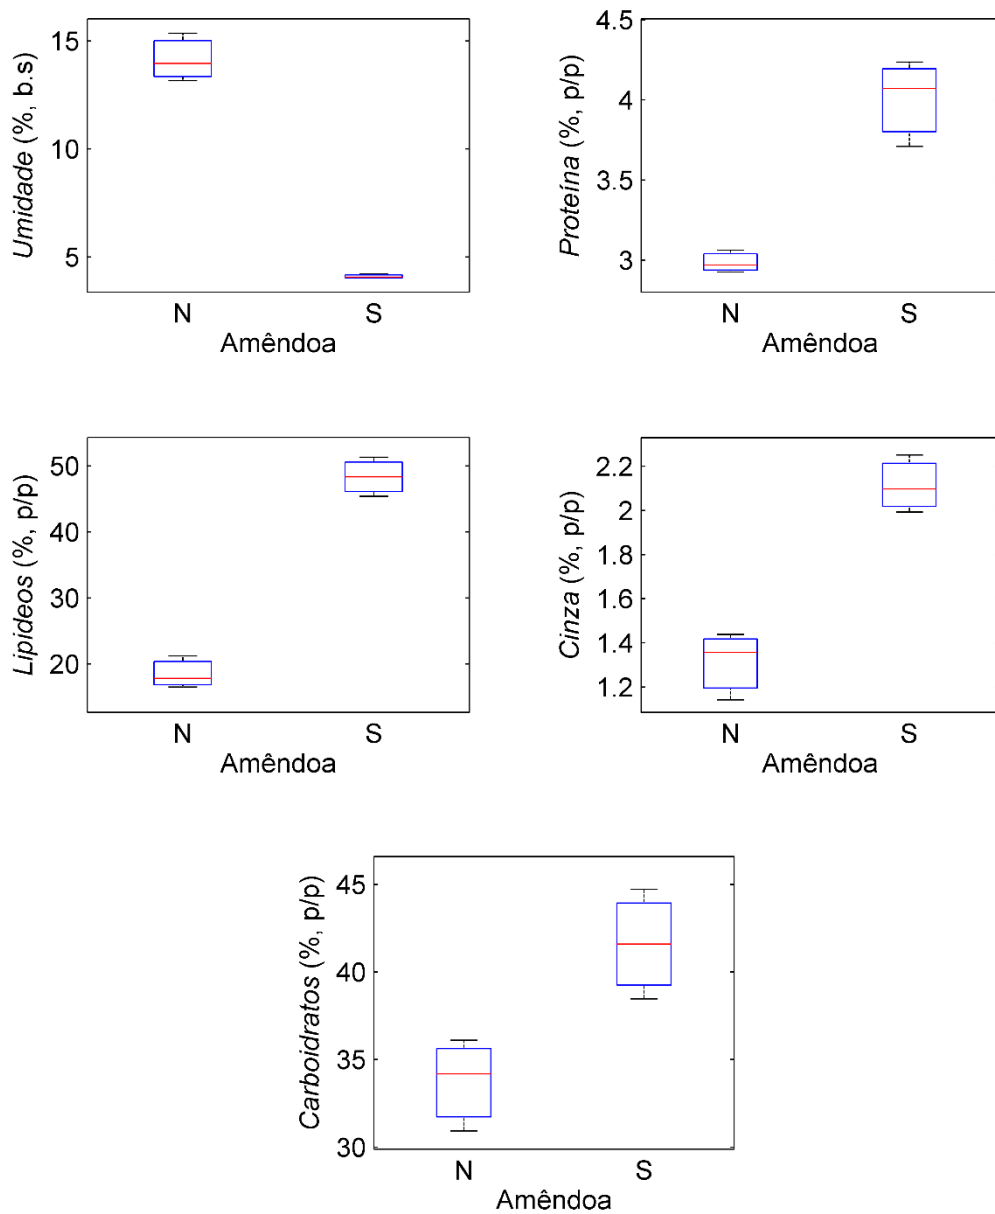 Umidade (%, b.s)
15
10
5
N
S
Amêndoa
Proteína (%, p/p)
4.5
4
3.5
3
N
S
Amêndoa
Lipideos (%, p/p)
50
40
30
20
N
S
Amêndoa
Cinza (%, p/p)
2.2
2
1.8
1.6
1.4
1.2
N
S
Amêndoa
Carboidratos (%, p/p)
45
40
35
30
N
S
Amêndoa